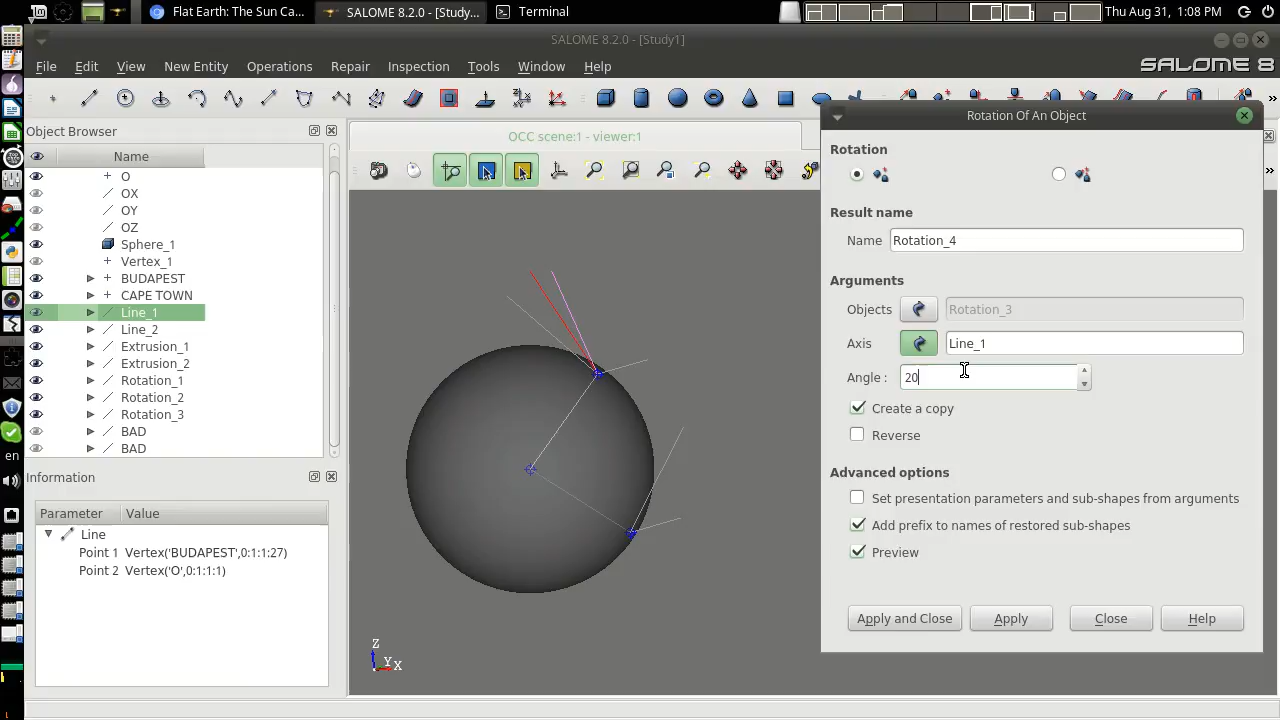 Flat Earth: The Sun Ca...
SALOME 8.2.0 - [Study...
Terminal
Thu Aug 31, 1:08 PM
SALOME 8.2.0 - [Study1]
File Edit View New Entity Operations Repair Inspection Tools Window Help
SALOME 8
Object Browser
Name
O
OX
OY
OZ
Sphere_1
Vertex_1
BUDAPEST
CAPE TOWN
Line_1
Line_2
Extrusion_1
Extrusion_2
Rotation_1
Rotation_2
Rotation_3
BAD
BAD
en
Information
Parameter Value
Line
Point 1 Vertex('BUDAPEST',0:1:1:27)
Point 2 Vertex('O',0:1:1:1)
OCC scene:1 - viewer:1
Z
Y X
Rotation Of An Object
Rotation
Result name
Name Rotation_4
Arguments
Objects Rotation_3
Axis Line_1
Angle : 20
Create a copy
Reverse
Advanced options
Set presentation parameters and sub-shapes from arguments
Add prefix to names of restored sub-shapes
Preview
Apply and Close Apply Close Help